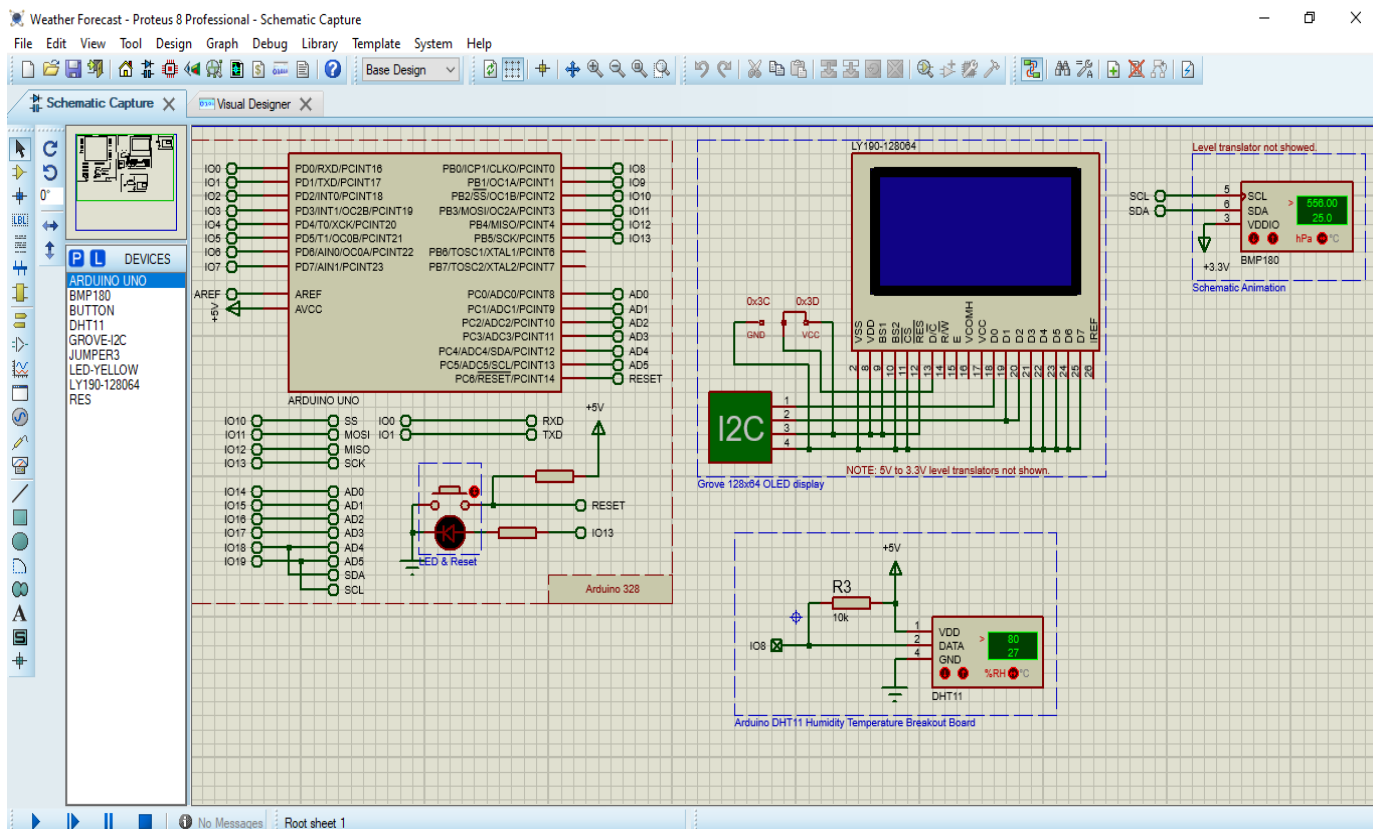 Weather Forecast - Proteus 8 Professional - Schematic Capture
File Edit View Tool Design Graph Debug Library Template System Help
Base Design
Schematic Capture
Visual Designer
0°
LBL
P L DEVICES
ARDUINO UNO
BMP180
BUTTON
DHT11
GROVE-I2C
JUMPER3
LED-YELLOW
LY190-128064
RES
IO0 PD0/RXD/PCINT16 PB0/ICP1/CLKO/PCINT0 IO8
IO1 PD1/TXD/PCINT17 PB1/OC1A/PCINT1 IO9
IO2 PD2/INT0/PCINT18 PB2/SS/OC1B/PCINT2 IO10
IO3 PD3/INT1/OC2B/PCINT19 PB3/MOSI/OC2A/PCINT3 IO11
IO4 PD4/T0/XCK/PCINT20 PB4/MISO/PCINT4 IO12
IO5 PD5/T1/OC0B/PCINT21 PB5/SCK/PCINT5 IO13
IO6 PD6/AIN0/OC0A/PCINT22 PB6/TOSC1/XTAL1/PCINT6
IO7 PD7/AIN1/PCINT23 PB7/TOSC2/XTAL2/PCINT7
AREF AREF PC0/ADC0/PCINT8 AD0
+5V AVCC PC1/ADC1/PCINT9 AD1
PC2/ADC2/PCINT10 AD2
PC3/ADC3/PCINT11 AD3
PC4/ADC4/SDA/PCINT12 AD4
PC5/ADC5/SCL/PCINT13 AD5
PC6/RESET/PCINT14 RESET
ARDUINO UNO
IO10 SS IO0 RXD
IO11 MOSI IO1 TXD
IO12 MISO
IO13 SCK
+5V
IO14 AD0
IO15 AD1
IO16 AD2
IO17 AD3
IO18 AD4
IO19 AD5
SDA
SCL
RESET
IO13
LED & Reset
Arduino 328
LY190-128064
0x3C 0x3D
GND VCC
VSS VDD BS1 BS2 CS RES D/C R/W E VCOMH VCC D0 D1 D2 D3 D4 D5 D6 D7 IREF
2 8 9 10 11 12 13 14 15 16 17 18 19 20 21 22 23 24 25 26
I2C
1
2
3
4
NOTE: 5V to 3.3V level translators not shown.
Grove 128x64 OLED display
Level translator not showed.
SCL 5 SCL > 556.00
SDA 6 SDA 25.0
3 VDDIO
hPa °C
+3.3V
BMP180
Schematic Animation
+5V
R3
10k
IO8
1 VDD > 80
2 DATA 27
4 GND
%RH °C
DHT11
Arduino DHT11 Humidity Temperature Breakout Board
A
S
No Messages Root sheet 1